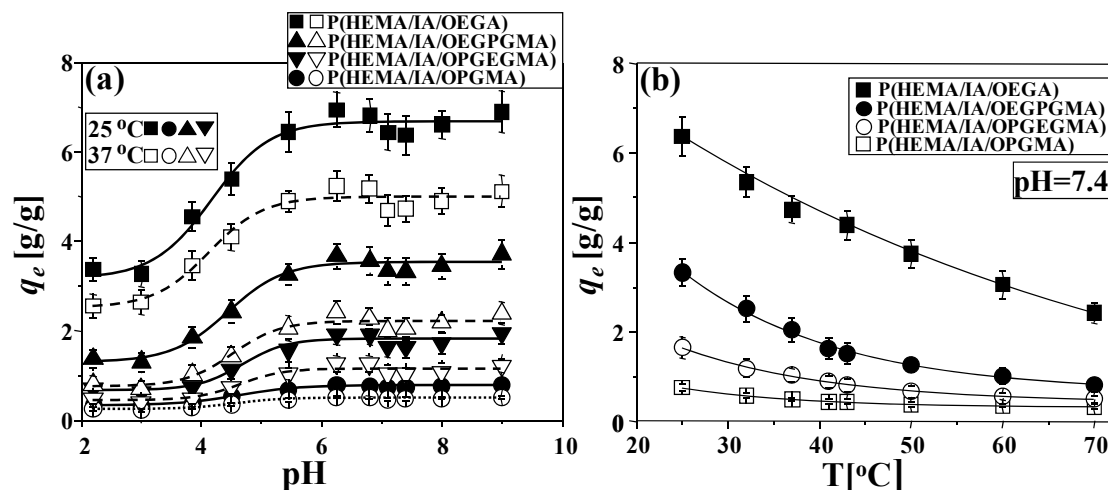 P(HEMA/IA/OEGA)
P(HEMA/IA/OEGPGMA)
P(HEMA/IA/OPGEGMA)
P(HEMA/IA/OPGMA)
(a)
25 °C
37 °C
8
6
4
2
0
qe [g/g]
2 4 6 8 10
pH
(b)
P(HEMA/IA/OEGA)
P(HEMA/IA/OEGPGMA)
P(HEMA/IA/OPGEGMA)
P(HEMA/IA/OPGMA)
pH=7.4
8
6
4
2
0
qe [g/g]
20 30 40 50 60 70
T[°C]